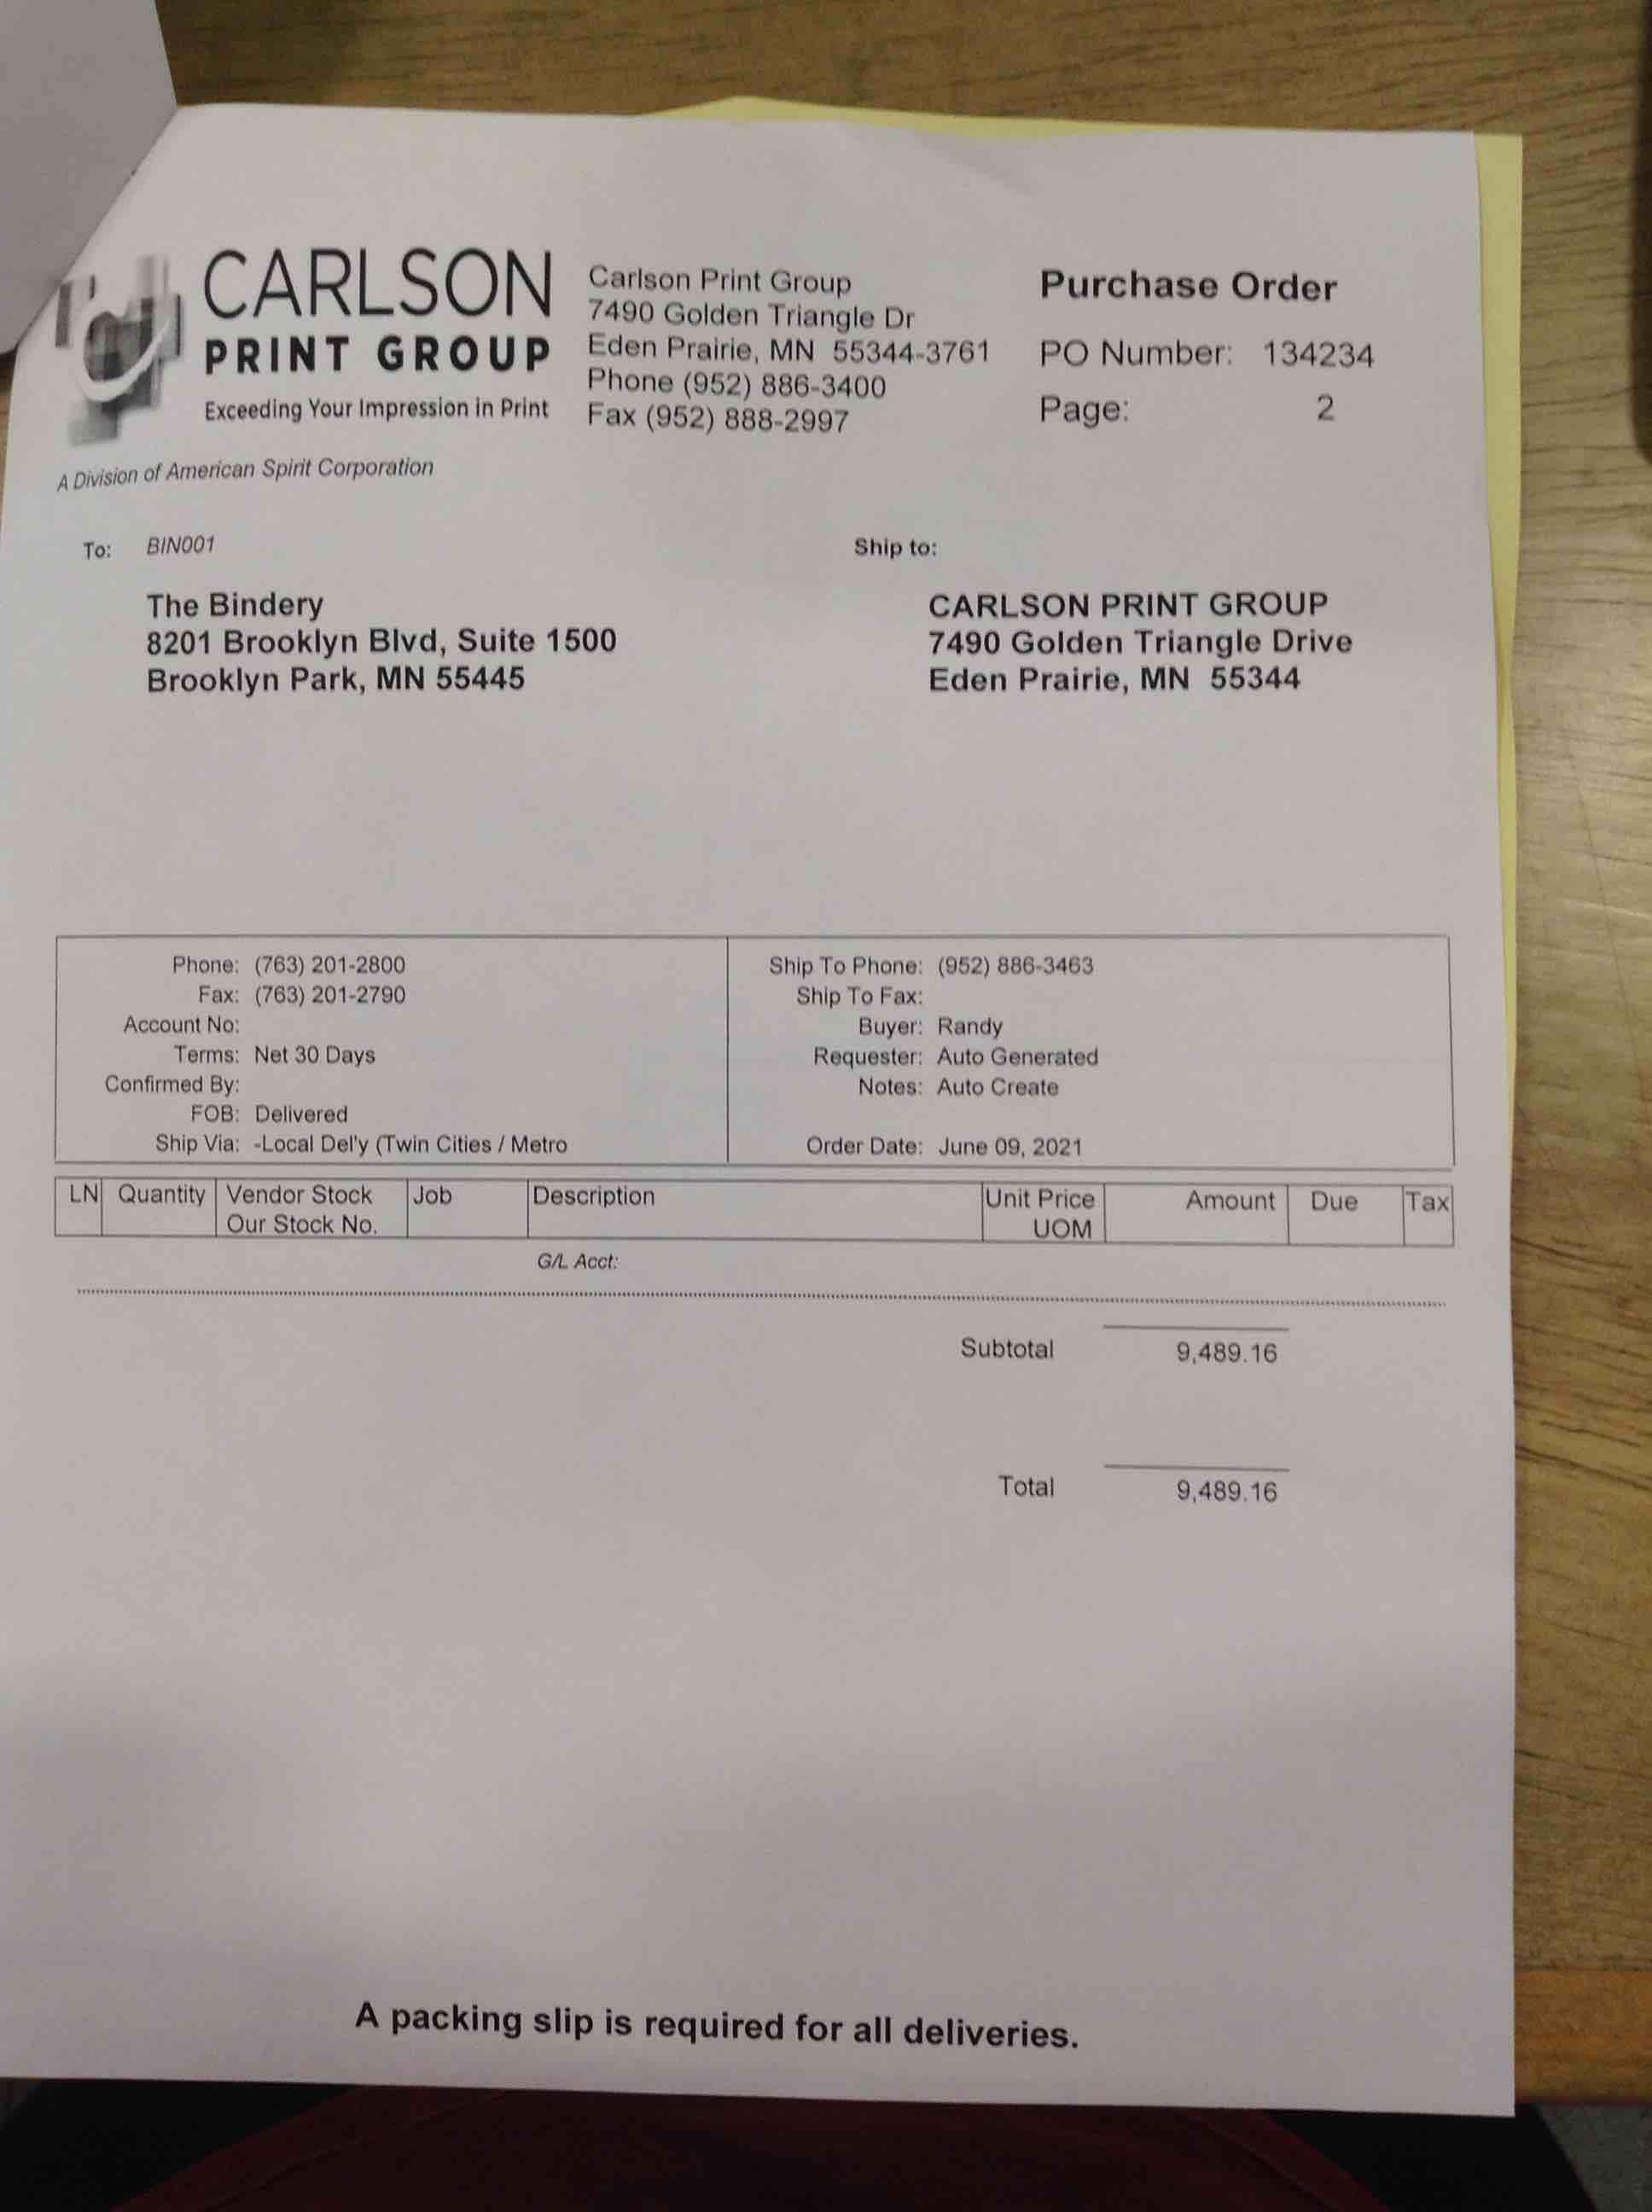 CARLSON
PRINT GROUP
Exceeding Your Impression in Print
A Division of American Spirit Corporation
Carlson Print Group
7490 Golden Triangle Dr
Eden Prairie, MN 55344-3761
Phone (952) 886-3400
Fax (952) 888-2997
Purchase Order
PO Number: 134234
Page: 2
To: BIN001
The Bindery
8201 Brooklyn Blvd, Suite 1500
Brooklyn Park, MN 55445
Ship to:
CARLSON PRINT GROUP
7490 Golden Triangle Drive
Eden Prairie, MN 55344
Phone: (763) 201-2800
Fax: (763) 201-2790
Account No:
Terms: Net 30 Days
Confirmed By:
FOB: Delivered
Ship Via: -Local Del'y (Twin Cities / Metro
Ship To Phone: (952) 886-3463
Ship To Fax:
Buyer: Randy
Requester: Auto Generated
Notes: Auto Create
Order Date: June 09, 2021
LN Quantity Vendor Stock Job Description Unit Price Amount Due Tax
Our Stock No. UOM
G/L Acct:
Subtotal 9,489.16
Total 9,489.16
A packing slip is required for all deliveries.